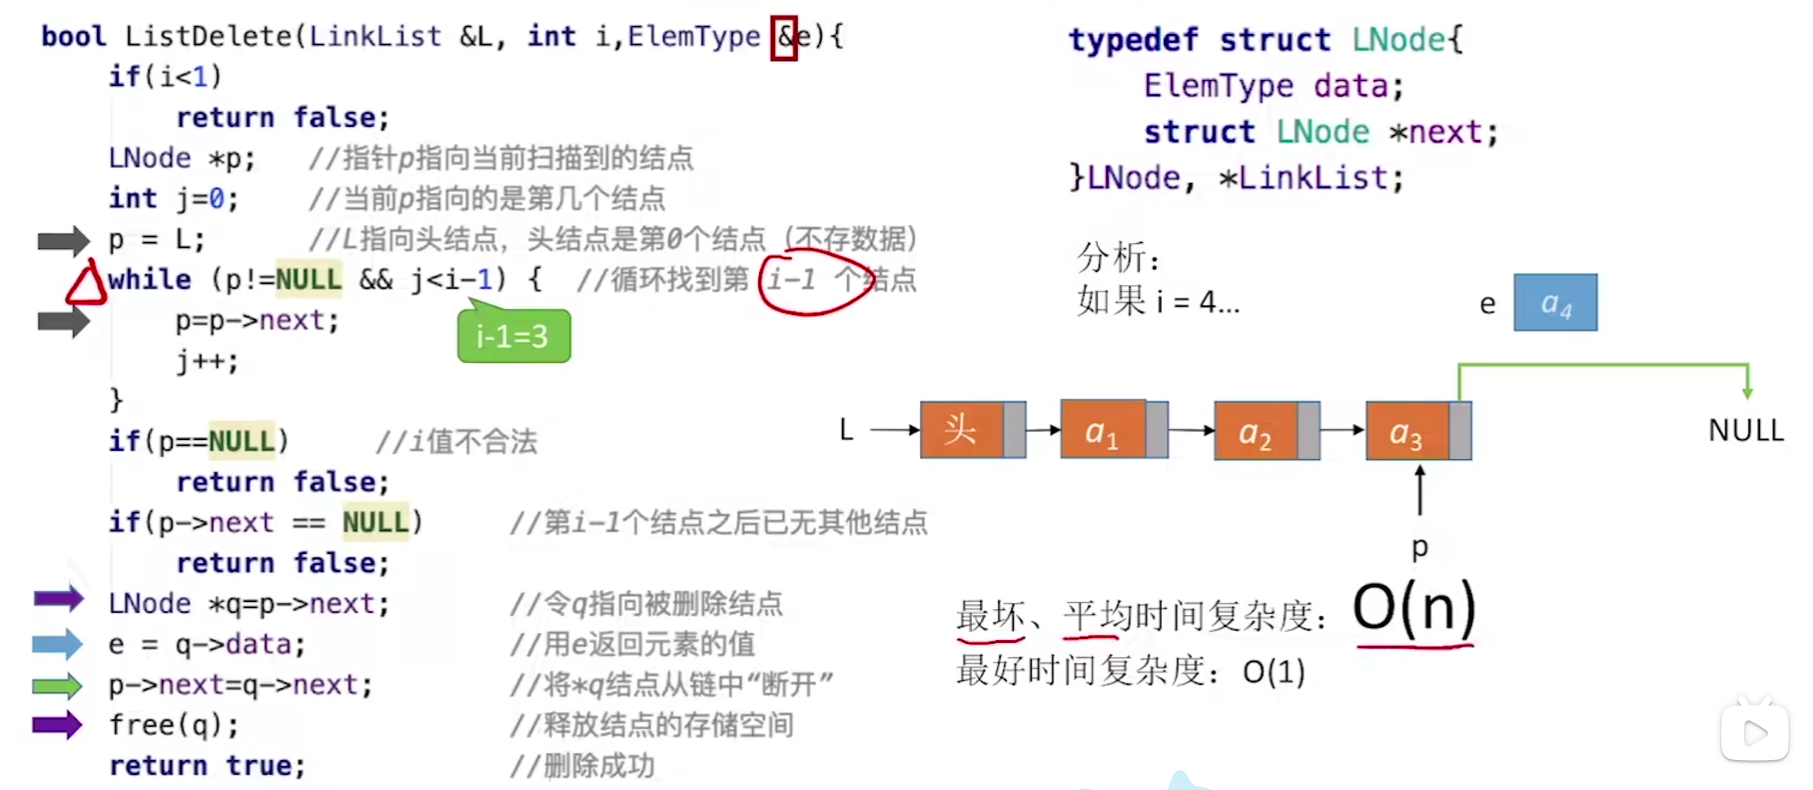 bool ListDelete(LinkList &L, int i,ElemType &e){
if(i<1)
return false;
LNode *p; //指针p指向当前扫描到的结点
int j=0; //当前p指向的是第几个结点
p = L; //L指向头结点，头结点是第0个结点（不存数据）
while (p!=NULL && j<i-1) { //循环找到第 i-1 个结点
p=p->next;
i-1=3
j++;
}
if(p==NULL) //i值不合法
return false;
if(p->next == NULL) //第i-1个结点之后已无其他结点
return false;
LNode *q=p->next; //令q指向被删除结点
e = q->data; //用e返回元素的值
p->next=q->next; //将*q结点从链中“断开”
free(q); //释放结点的存储空间
return true; //删除成功
typedef struct LNode{
ElemType data;
struct LNode *next;
}LNode, *LinkList;
分析：
如果 i = 4...
e a4
L 头 a1 a2 a3 NULL
p
最坏、平均时间复杂度：O(n)
最好时间复杂度：O(1)